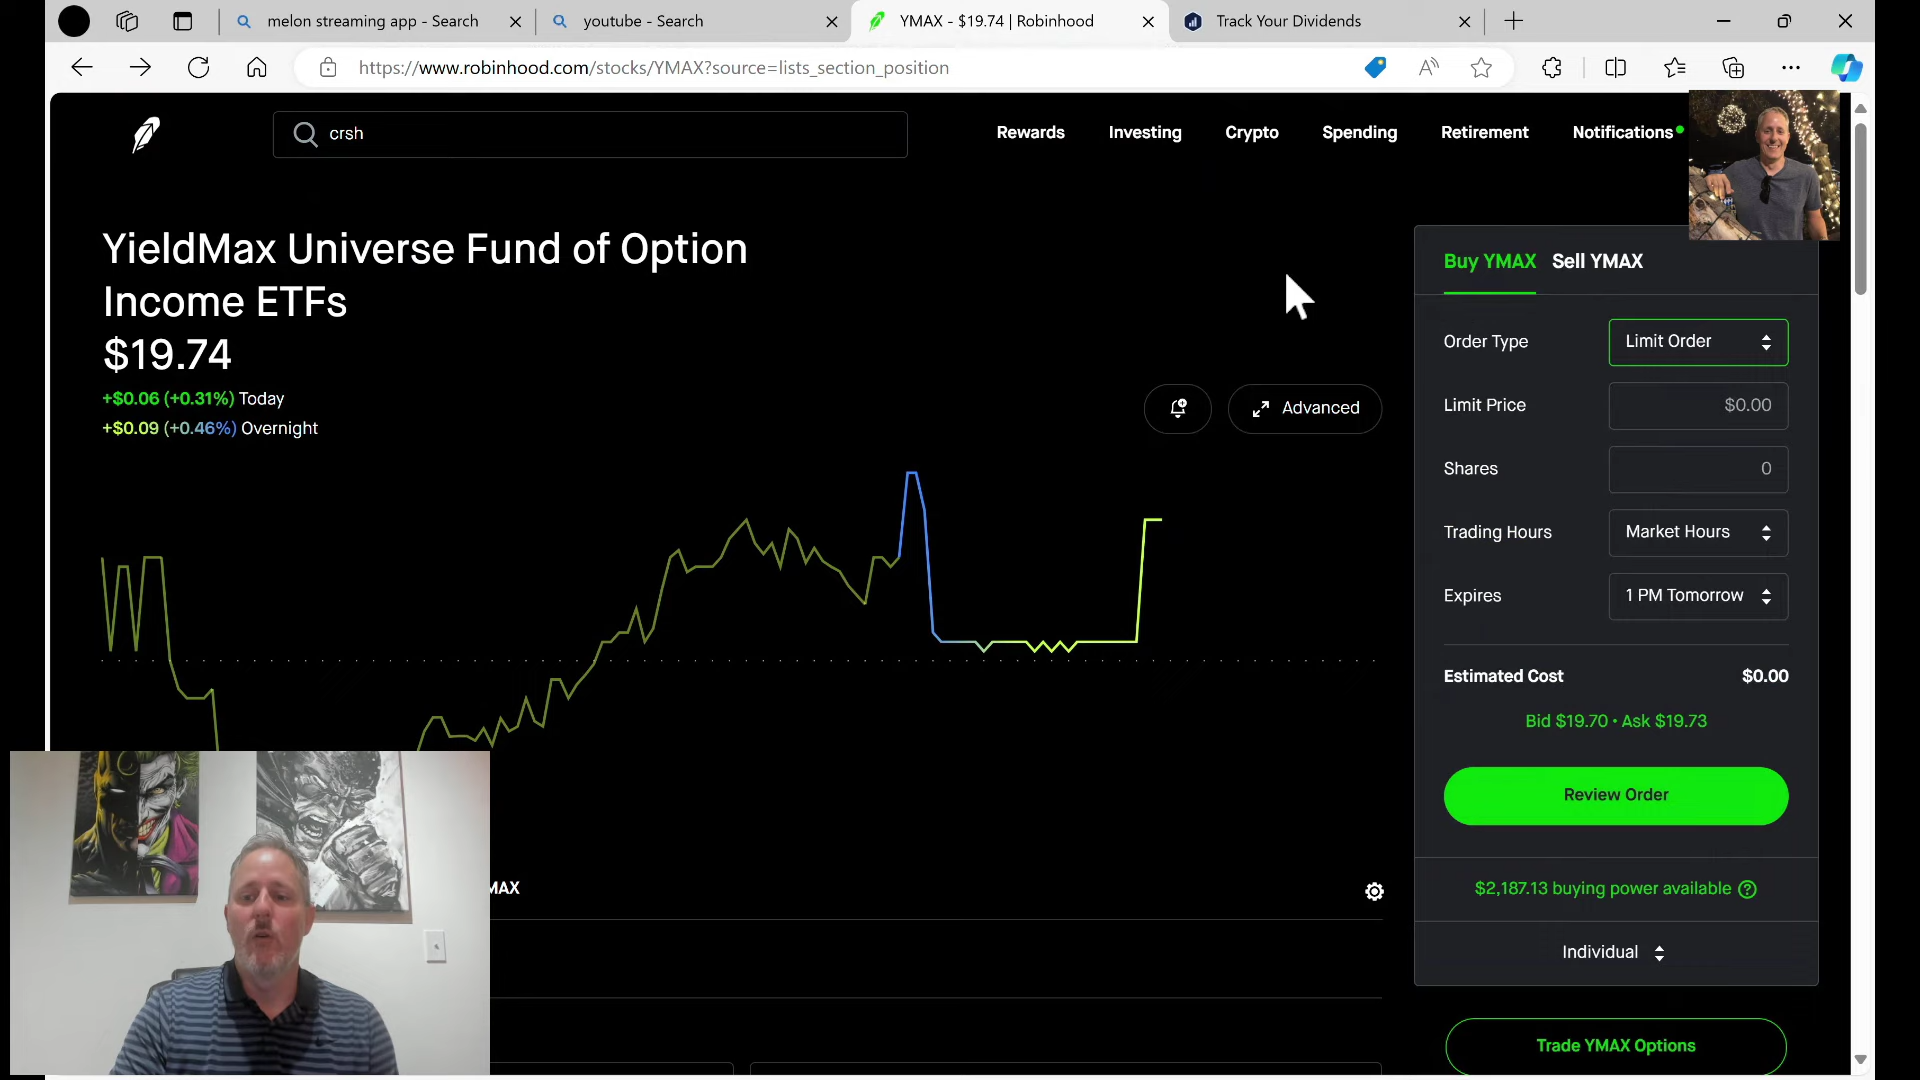 melon streaming app - Search
youtube - Search
YMAX - $19.74 | Robinhood
Track Your Dividends
https://www.robinhood.com/stocks/YMAX?source=lists_section_position
crsh
Rewards
Investing
Crypto
Spending
Retirement
Notifications
YieldMax Universe Fund of Option
Income ETFs
$19.74
+$0.06 (+0.31%) Today
+$0.09 (+0.46%) Overnight
Advanced
MAX
Buy YMAX
Sell YMAX
Order Type
Limit Order
Limit Price
$0.00
Shares
0
Trading Hours
Market Hours
Expires
1 PM Tomorrow
Estimated Cost
$0.00
Bid $19.70 • Ask $19.73
Review Order
$2,187.13 buying power available
Individual
Trade YMAX Options